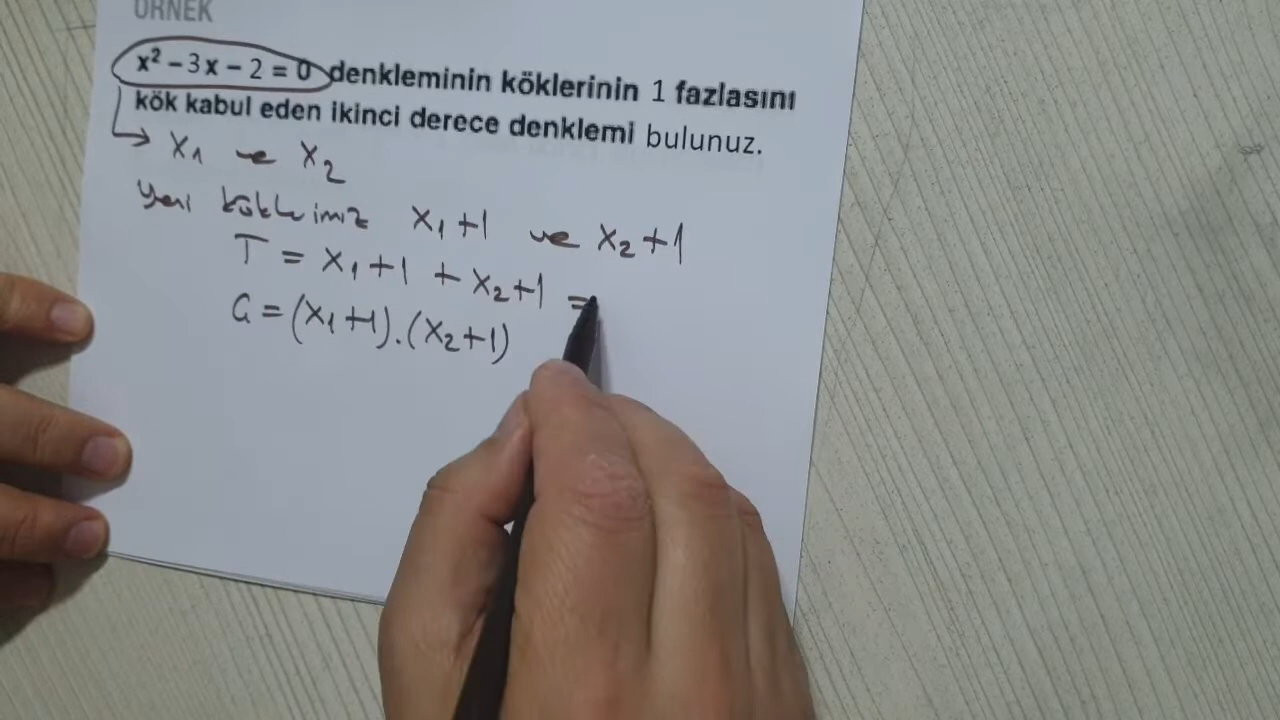 ÖRNEK
x² – 3x – 2 = 0 denkleminin köklerinin 1 fazlasını
kök kabul eden ikinci derece denklemi bulunuz.
x₁ ve x₂
yeni köklerimiz x₁+1 ve x₂+1
T = x₁+1 + x₂+1 =
Ç = (x₁+1).(x₂+1)